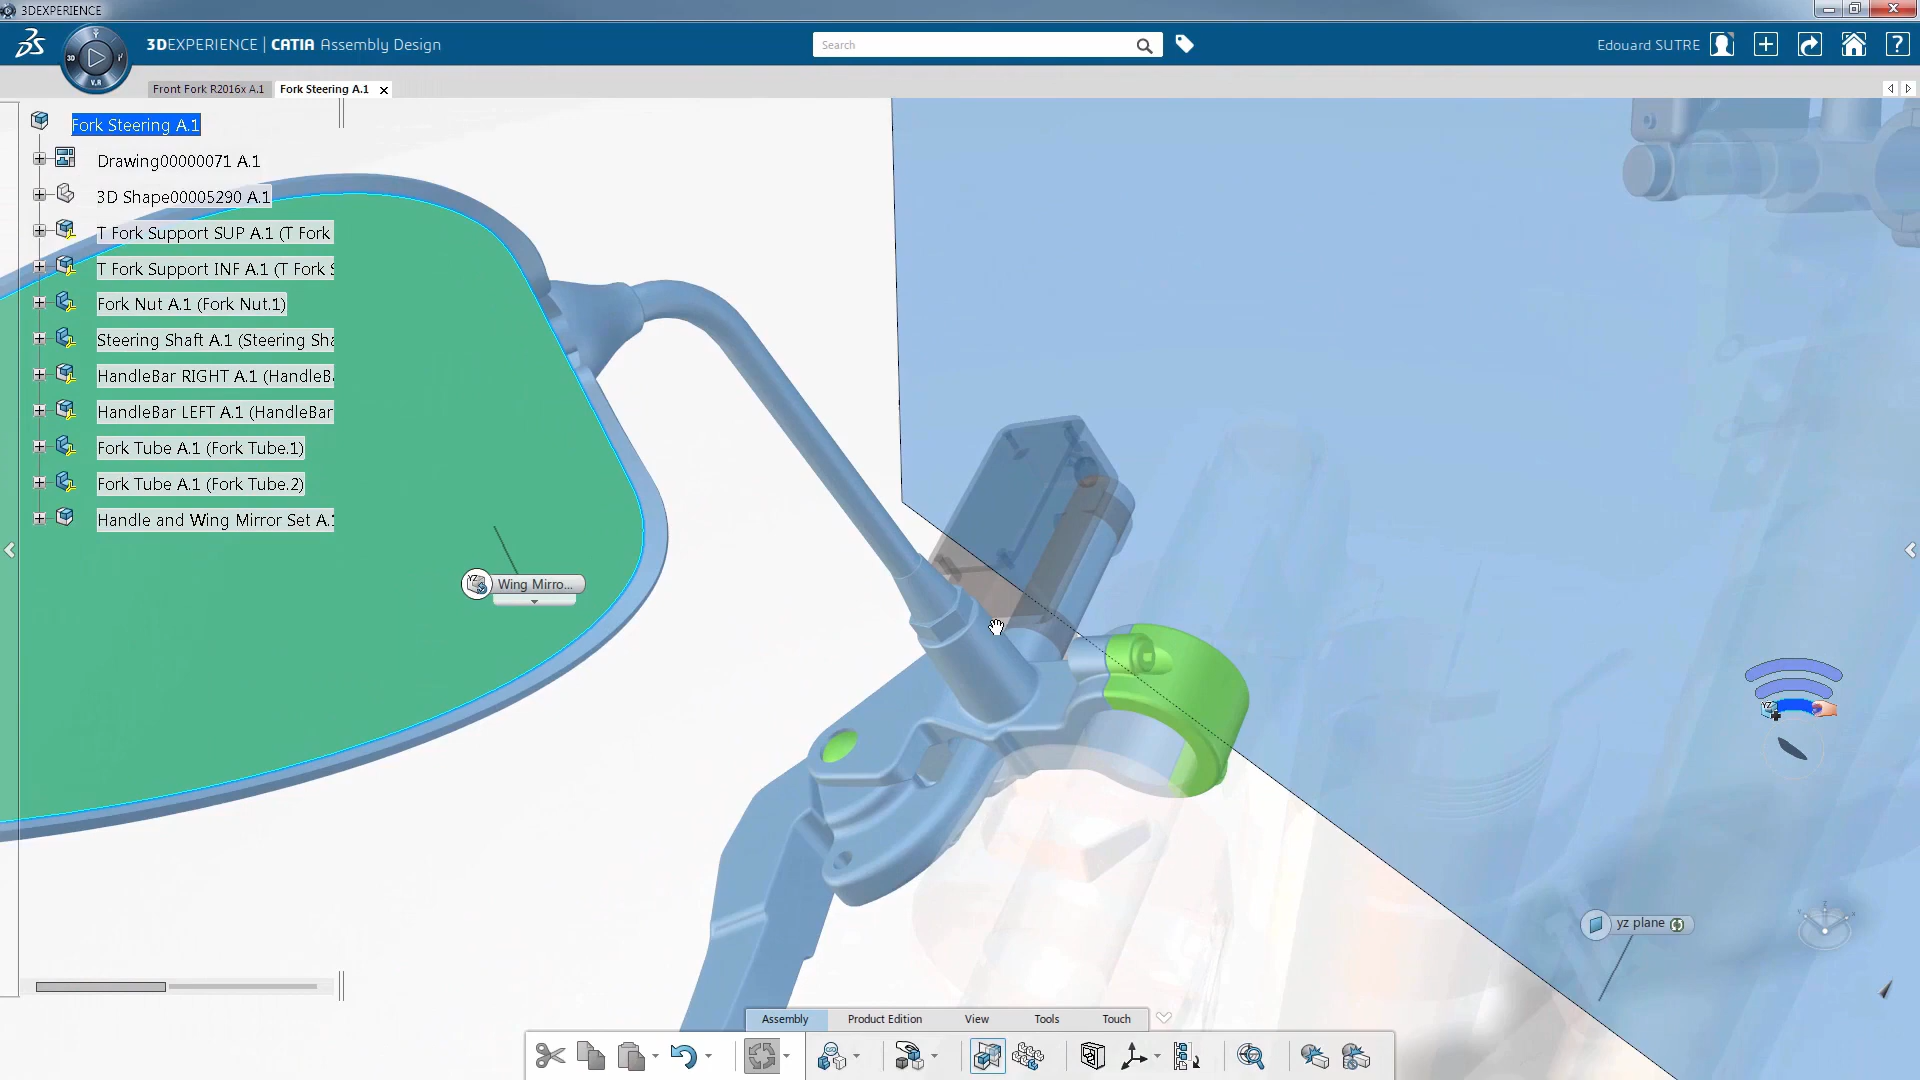 3DEXPERIENCE
3DEXPERIENCE | CATIA Assembly Design
Search
Edouard SUTRE
3D
V.R
Front Fork R2016x A.1
Fork Steering A.1
Fork Steering A.1
Drawing00000071 A.1
3D Shape00005290 A.1
T Fork Support SUP A.1 (T Fork
T Fork Support INF A.1 (T Fork S
Fork Nut A.1 (Fork Nut.1)
Steering Shaft A.1 (Steering Sha
HandleBar RIGHT A.1 (HandleBa
HandleBar LEFT A.1 (HandleBar
Fork Tube A.1 (Fork Tube.1)
Fork Tube A.1 (Fork Tube.2)
Handle and Wing Mirror Set A.1
YZ
Wing Mirro...
YZ
yz plane
Assembly
Product Edition
View
Tools
Touch